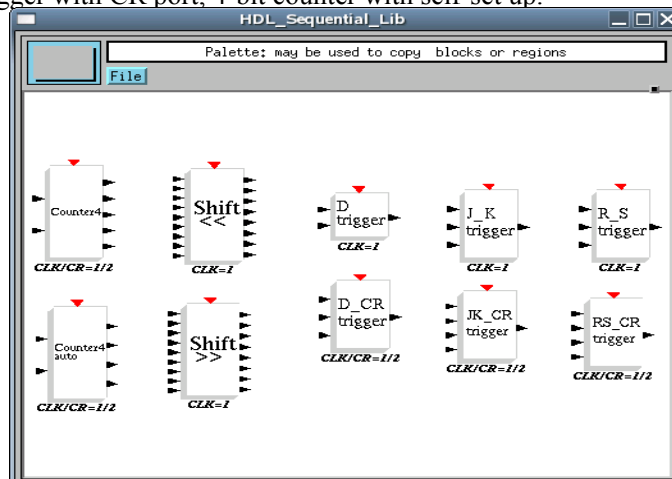 trigger with CR port, 4-bit counter with self-set up.
HDL_Sequential_Lib
Palette: may be used to copy blocks or regions
File
Counter4
CLK/CR=1/2
Shift
<<
CLK=1
D
trigger
CLK=1
J_K
trigger
CLK=1
R_S
trigger
CLK=1
Counter4
auto
CLK/CR=1/2
Shift
>>
CLK=1
D_CR
trigger
CLK/CR=1/2
JK_CR
trigger
CLK/CR=1/2
RS_CR
trigger
CLK/CR=1/2